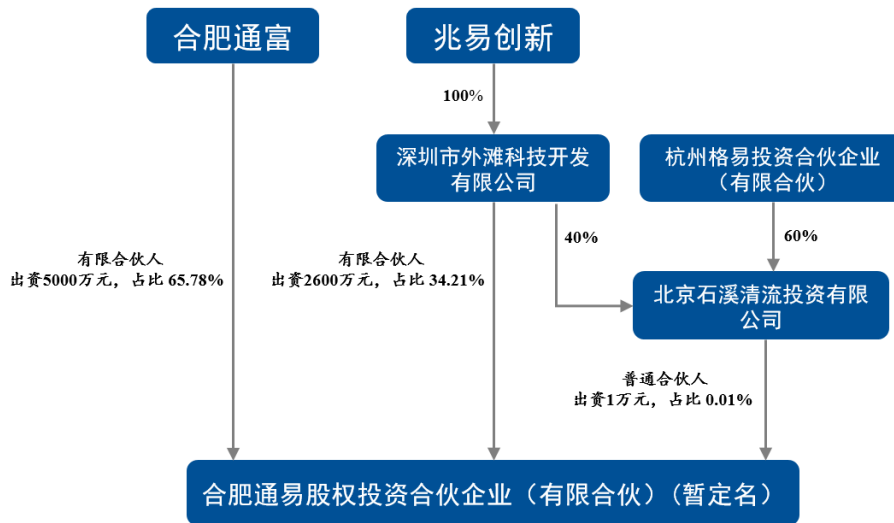 合肥通富
兆易创新
100%
深圳市外滩科技开发
有限公司
杭州格易投资合伙企业
（有限合伙）
有限合伙人
出资5000万元，占比 65.78%
有限合伙人
出资2600万元，占比 34.21%
40%
60%
北京石溪清流投资有限
公司
普通合伙人
出资1万元，占比 0.01%
合肥通易股权投资合伙企业（有限合伙）（暂定名）